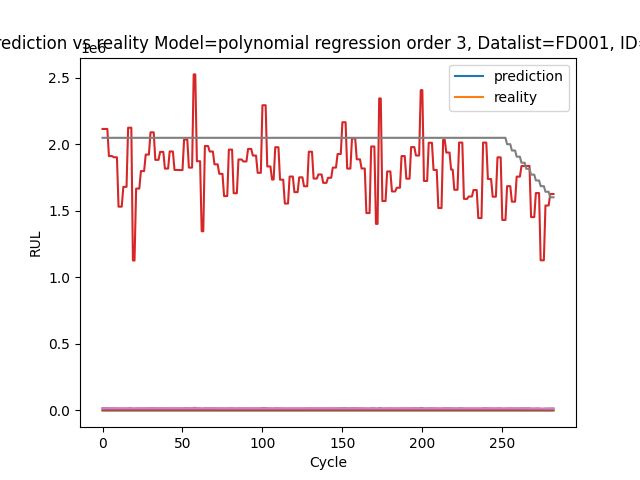 rediction vs reality Model=polynomial regression order 3, Datalist=FD001, ID=
1e6
prediction
reality
2.5
2.0
1.5
1.0
0.5
0.0
RUL
0 50 100 150 200 250
Cycle